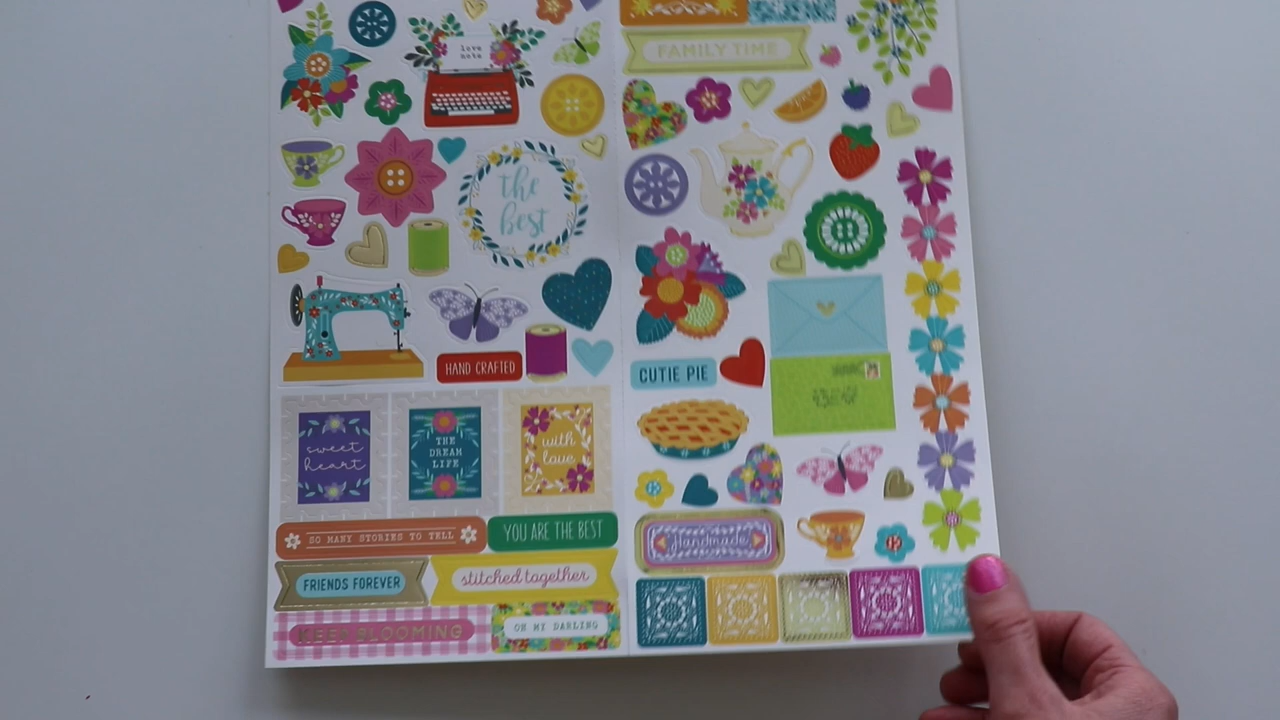 love
note
FAMILY TIME
the
best
HAND CRAFTED
CUTIE PIE
sweet
heart
THE
DREAM
LIFE
with
love
SO MANY STORIES TO TELL
YOU ARE THE BEST
Handmade
FRIENDS FOREVER
stitched together
KEEP BLOOMING
OH MY DARLING